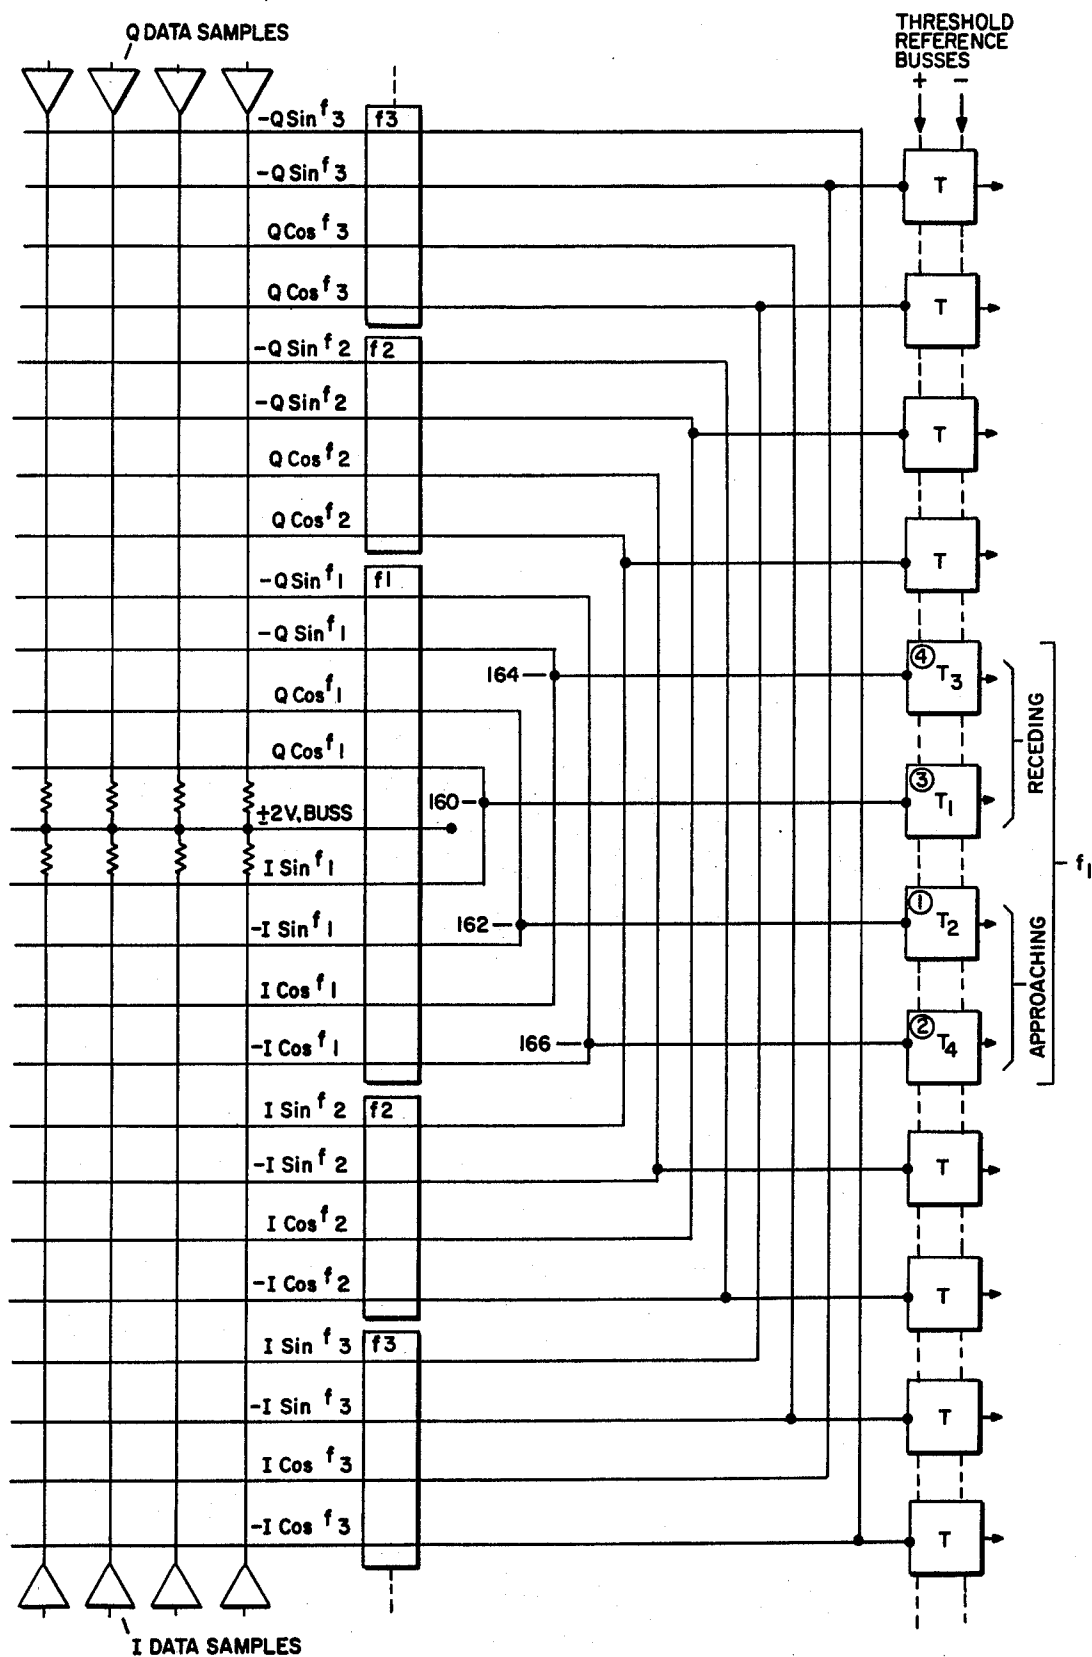 Q DATA SAMPLES
THRESHOLD
REFERENCE
BUSSES
+ -
-Q Sin f3
f3
-Q Sin f3
T
Q Cos f3
Q Cos f3
T
-Q Sin f2
f2
-Q Sin f2
T
Q Cos f2
Q Cos f2
T
-Q Sin f1
f1
-Q Sin f1
164
④ T3
Q Cos f1
RECEDING
Q Cos f1
160
③ T1
±2V, BUSS
f1
I Sin f1
-I Sin f1
162
① T2
APPROACHING
I Cos f1
-I Cos f1
166
② T4
I Sin f2
f2
-I Sin f2
T
I Cos f2
-I Cos f2
T
I Sin f3
f3
-I Sin f3
T
I Cos f3
-I Cos f3
T
I DATA SAMPLES